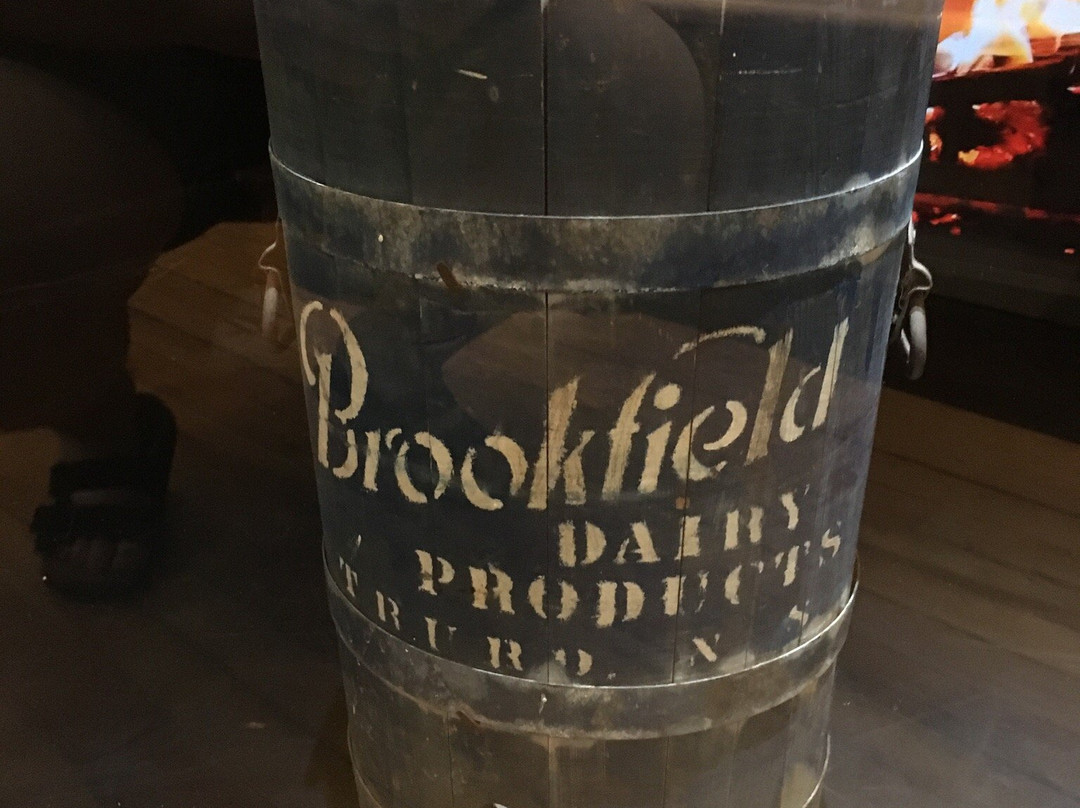 Brookfield
DAIRY
PRODUCTS
TRURO, N S